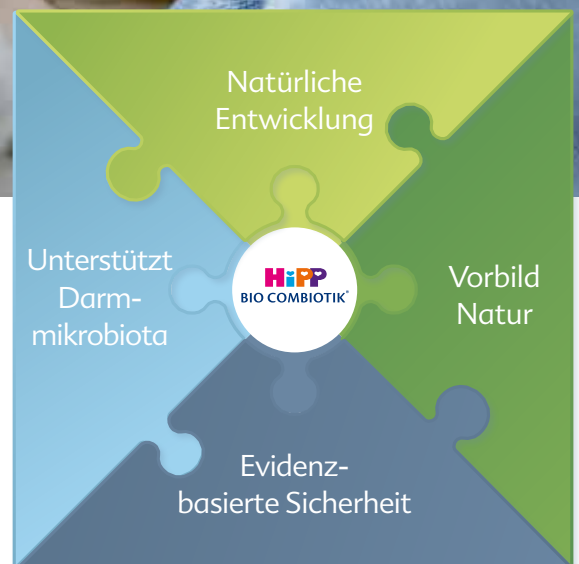 Natürliche
Entwicklung
Unterstützt
Darm-
mikrobiota
HiPP
BIO COMBIOTIK®
Vorbild
Natur
Evidenz-
basierte Sicherheit